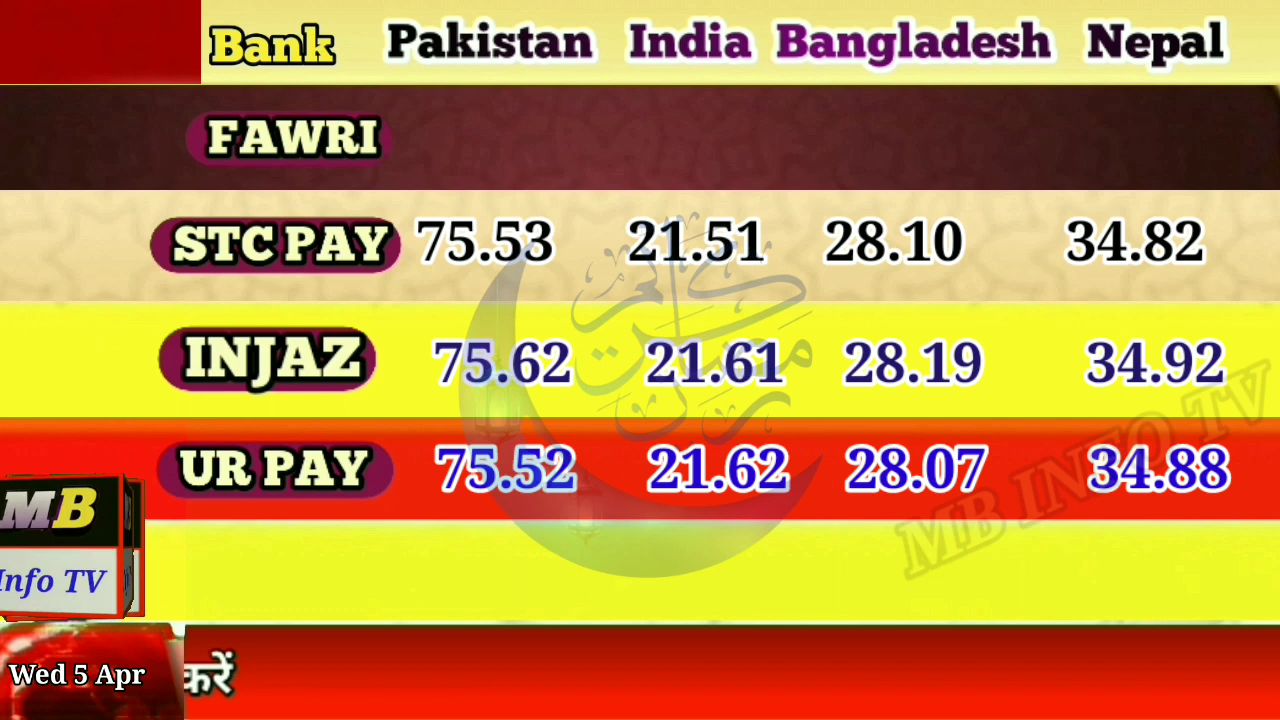 Bank Pakistan India Bangladesh Nepal
FAWRI
STC PAY 75.53 21.51 28.10 34.82
INJAZ 75.62 21.61 28.19 34.92
UR PAY 75.52 21.62 28.07 34.88
MB
Info TV
MB INFO TV
رمضان كريم
Wed 5 Apr
करें